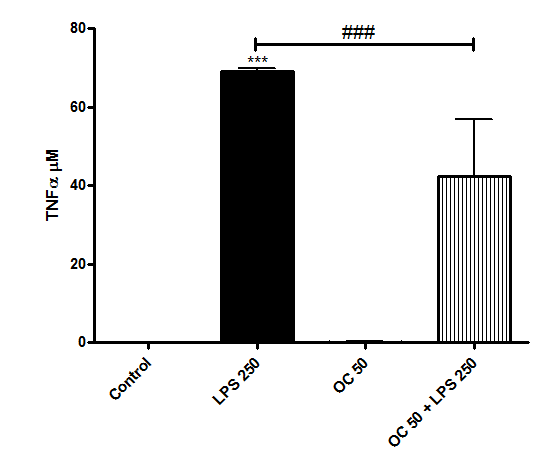 80
###
***
60
TNFα μM
40
20
0
Control
LPS 250
OC 50
OC 50 + LPS 250